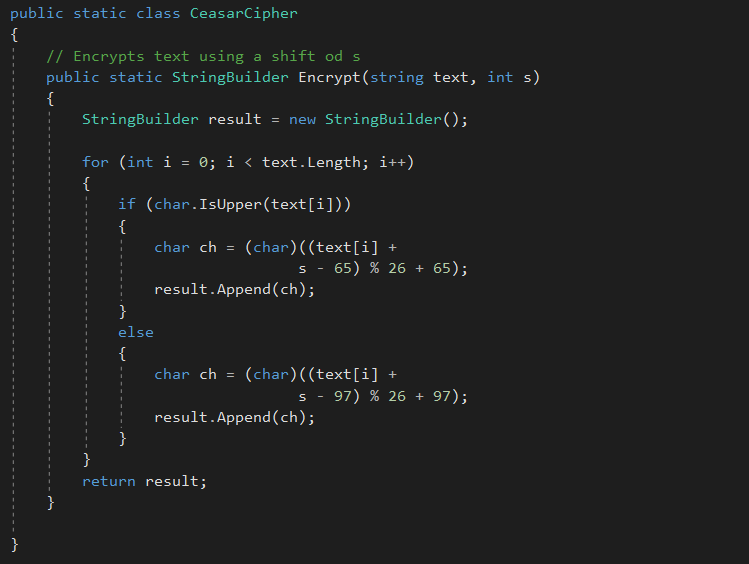 public static class CeasarCipher
{
// Encrypts text using a shift od s
public static StringBuilder Encrypt(string text, int s)
{
StringBuilder result = new StringBuilder();
for (int i = 0; i < text.Length; i++)
{
if (char.IsUpper(text[i]))
{
char ch = (char)((text[i] +
s - 65) % 26 + 65);
result.Append(ch);
}
else
{
char ch = (char)((text[i] +
s - 97) % 26 + 97);
result.Append(ch);
}
}
return result;
}
}